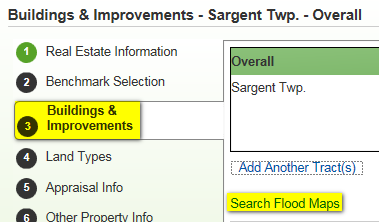 Buildings & Improvements - Sargent Twp. - Overall
1 Real Estate Information
2 Benchmark Selection
3 Buildings &
Improvements
4 Land Types
5 Appraisal Info
6 Other Property Info
Overall
Sargent Twp.
Add Another Tract(s)
Search Flood Maps